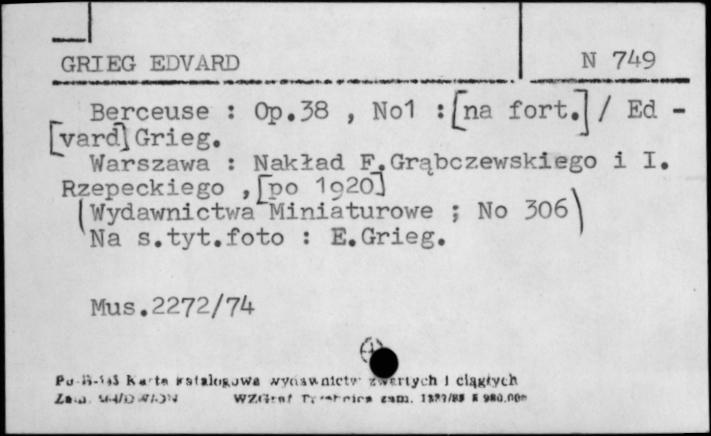 GRIEG EDVARD N 749
Berceuse : Op.38 , No1 :[na fort.] / Ed -
[vard] Grieg.
Warszawa : Nakład F.Grąbczewskiego i I.
Rzepeckiego ,[po 1920]
(Wydawnictwa Miniaturowe ; No 306)
Na s.tyt.foto : E.Grieg.
Mus.2272/74
Karta katalogowa wydawnictw zwartych i ciągłych
zam.